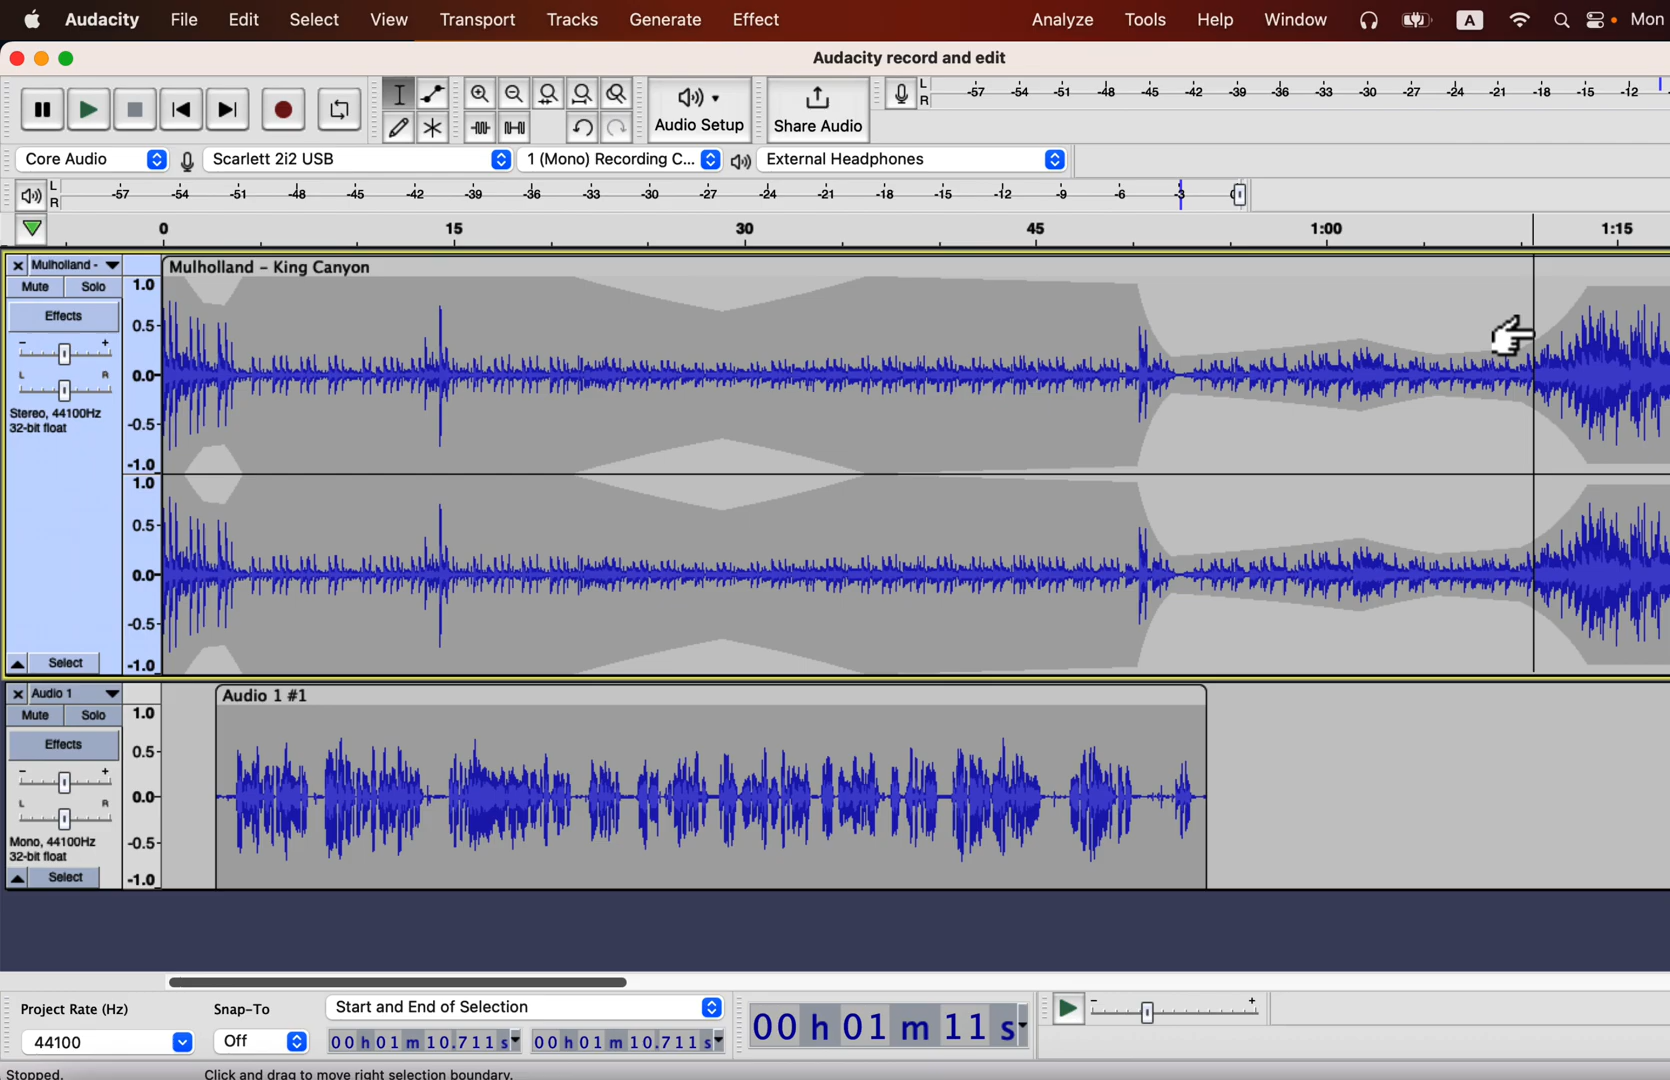 Audacity File Edit Select View Transport Tracks Generate Effect Analyze Tools Help Window A Mon
Audacity record and edit
Audio Setup
Share Audio
L
R
-57 -54 -51 -48 -45 -42 -39 -36 -33 -30 -27 -24 -21 -18 -15 -12
Core Audio
Scarlett 2i2 USB
1 (Mono) Recording C...
External Headphones
L
R
-57 -54 -51 -48 -45 -42 -39 -36 -33 -30 -27 -24 -21 -18 -15 -12 -9 -6 -3 0
0 15 30 45 1:00 1:15
Mulholland -
Mulholland - King Canyon
Mute Solo
Effects
- +
L R
Stereo, 44100Hz
32-bit float
Select
1.0
0.5
0.0
-0.5
-1.0
1.0
0.5
0.0
-0.5
-1.0
Audio 1
Audio 1 #1
Mute Solo
Effects
- +
L R
Mono, 44100Hz
32-bit float
Select
1.0
0.5
0.0
-0.5
-1.0
Project Rate (Hz)
Snap-To
Start and End of Selection
44100
Off
00 h 01 m 10.711 s
00 h 01 m 10.711 s
00 h 01 m 11 s
- +
Stopped.
Click and drag to move right selection boundary.